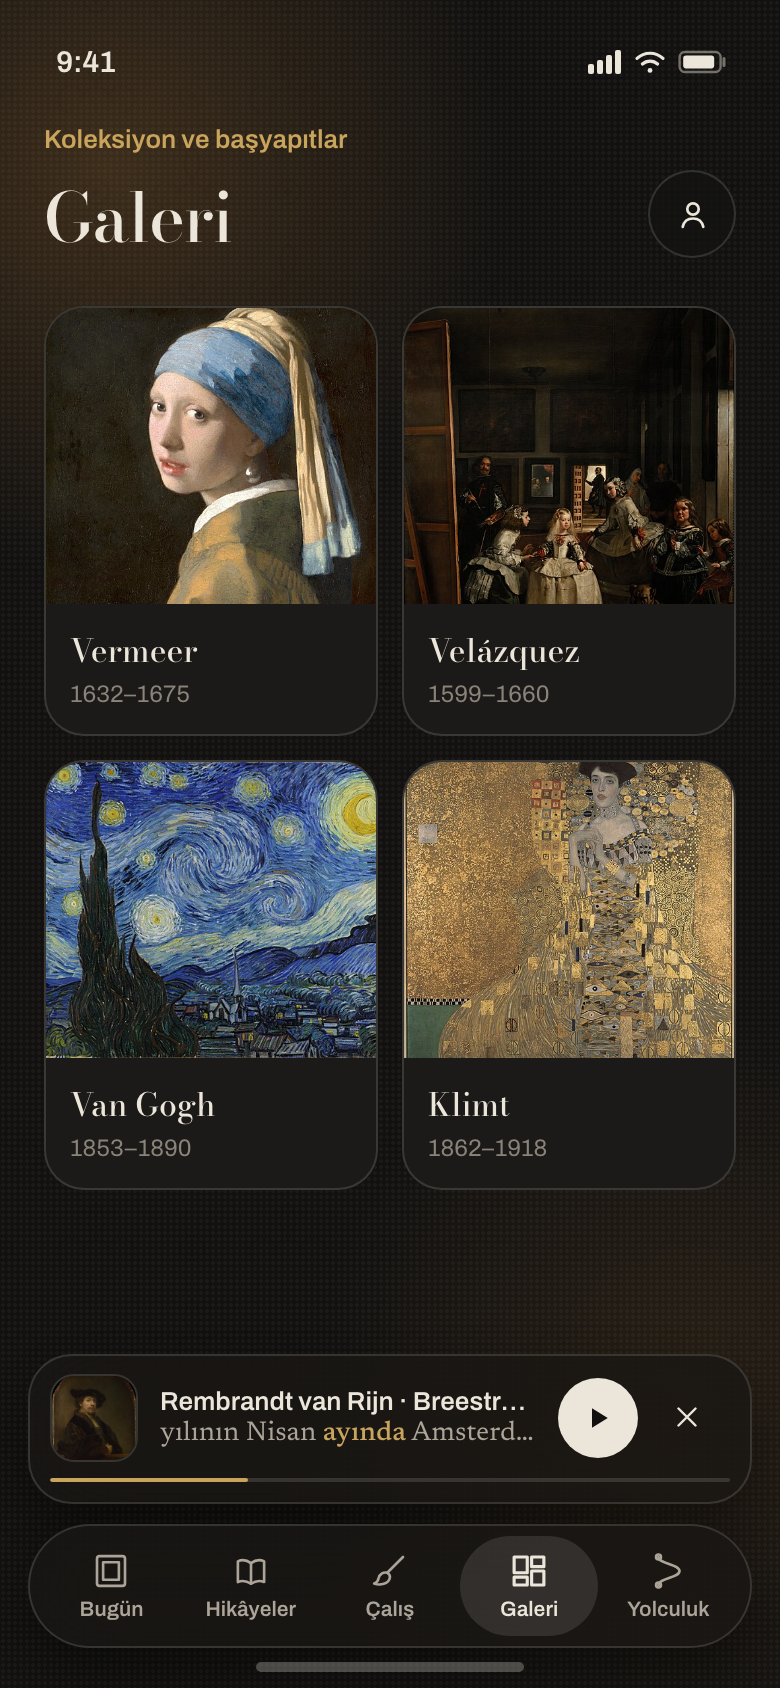 9:41
Koleksiyon ve başyapıtlar
Galeri
Vermeer
1632–1675
Velázquez
1599–1660
Van Gogh
1853–1890
Klimt
1862–1918
Rembrandt van Rijn · Breestr...
yılının Nisan ayında Amsterd...
Bugün
Hikâyeler
Çalış
Galeri
Yolculuk